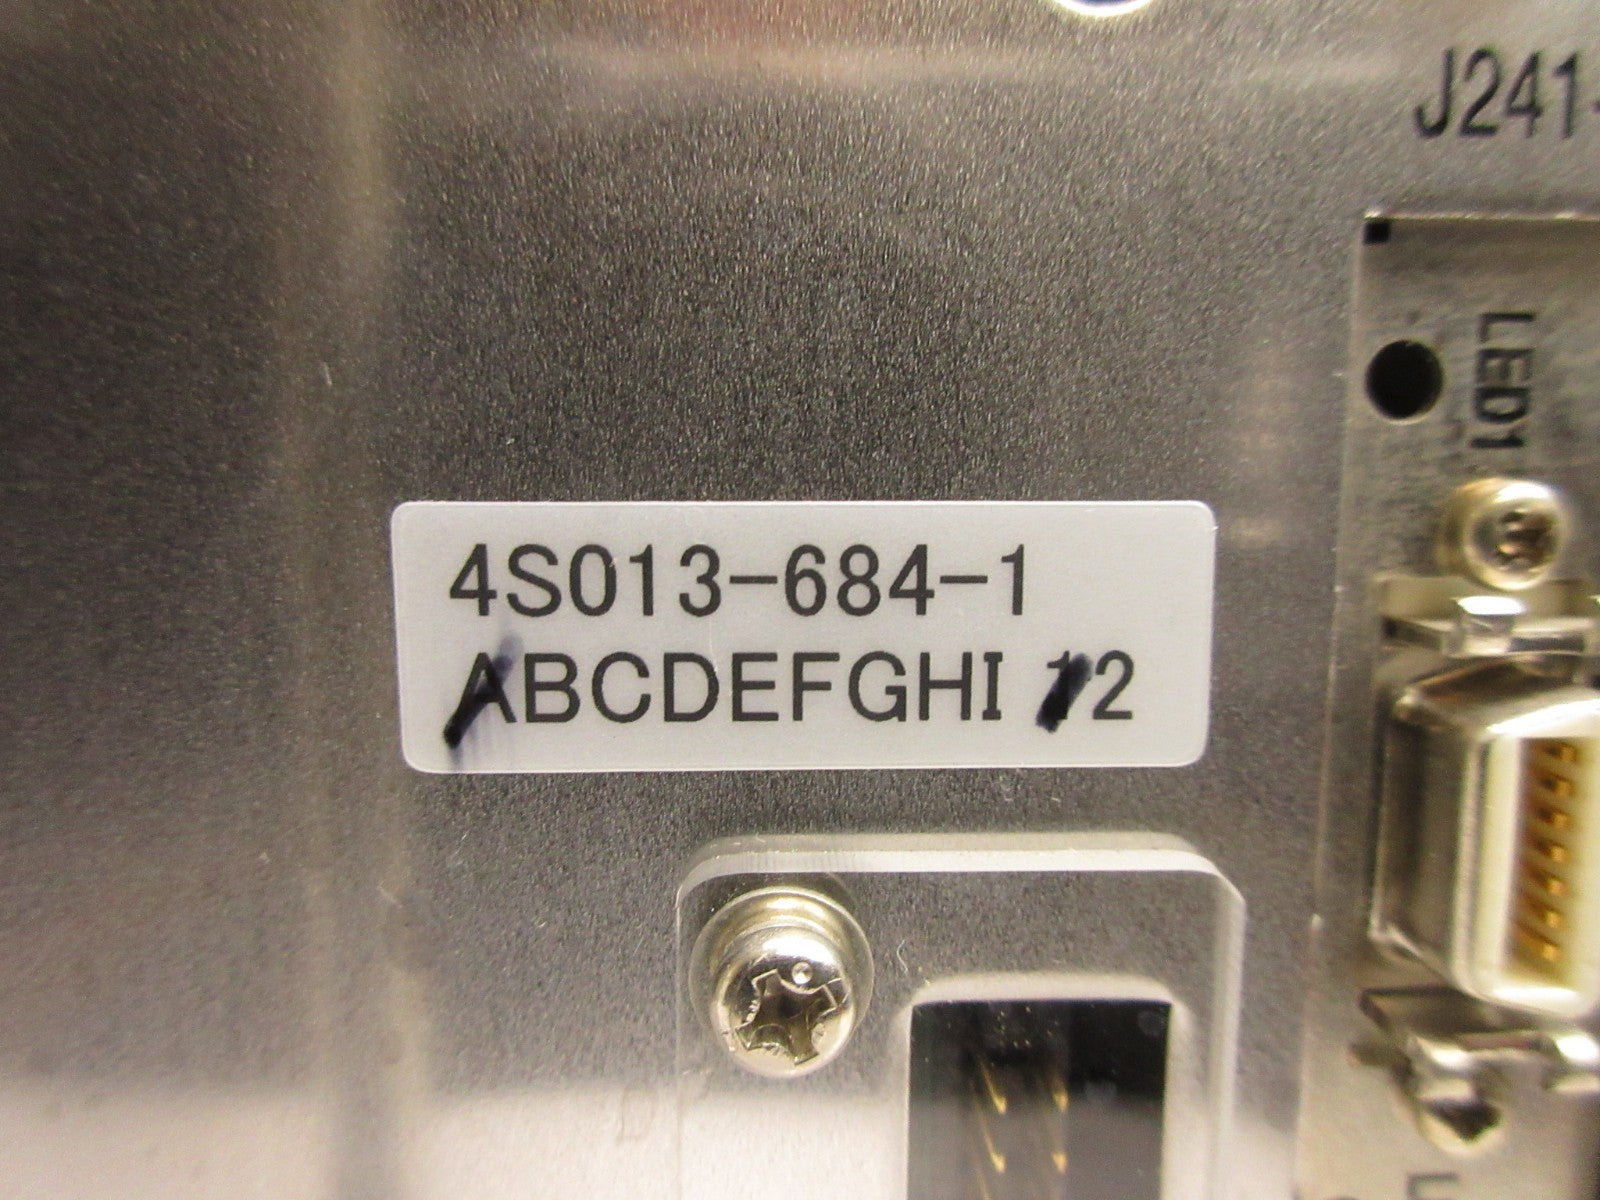 J241-
LED1
4S013-684-1
ABCDEFGHI 12